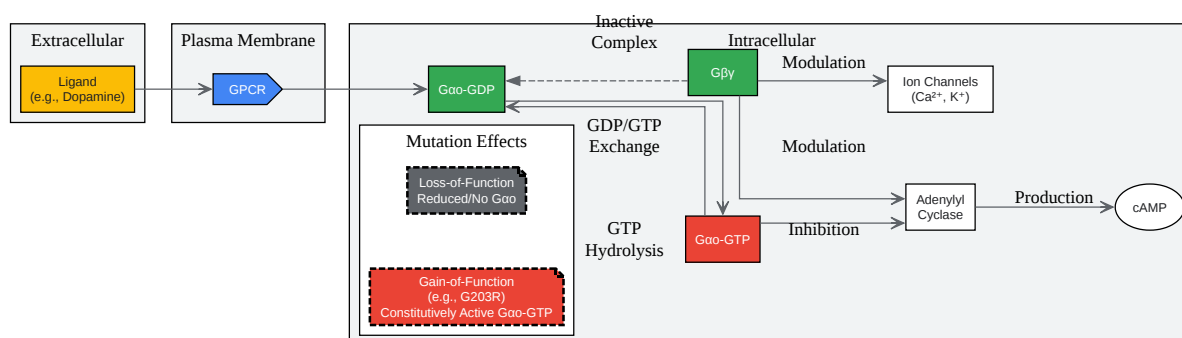 Extracellular
Ligand
(e.g., Dopamine)
Plasma Membrane
GPCR
Intracellular
Inactive
Complex
Gαo-GDP
Gβγ
Modulation
Ion Channels
(Ca²⁺, K⁺)
GDP/GTP
Exchange
Modulation
Mutation Effects
Loss-of-Function
Reduced/No Gαo
Gain-of-Function
(e.g., G203R)
Constitutively Active Gαo-GTP
GTP
Hydrolysis
Gαo-GTP
Inhibition
Adenylyl
Cyclase
Production
cAMP